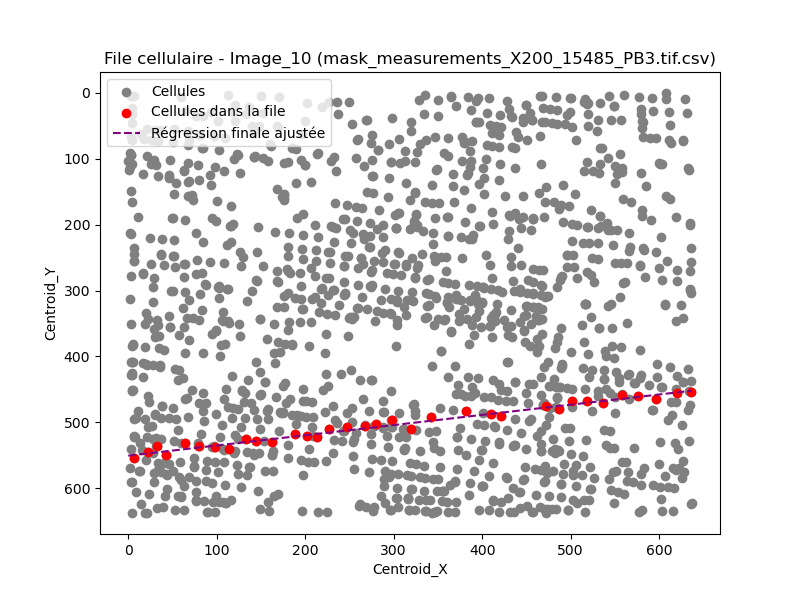 File cellulaire - Image_10 (mask_measurements_X200_15485_PB3.tif.csv)
Cellules
Cellules dans la file
Régression finale ajustée
0
100
200
300
400
500
600
Centroid_Y
0 100 200 300 400 500 600
Centroid_X